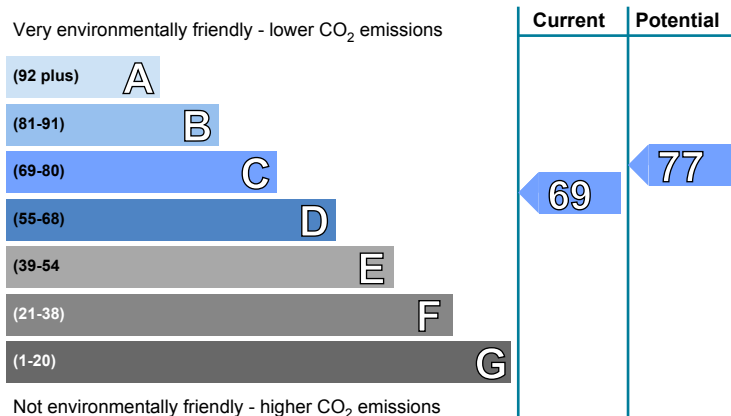 Very environmentally friendly - lower CO₂ emissions
Current
Potential
(92 plus) A
(81-91) B
(69-80) C
(55-68) D
(39-54 E
(21-38) F
(1-20) G
69
77
Not environmentally friendly - higher CO₂ emissions